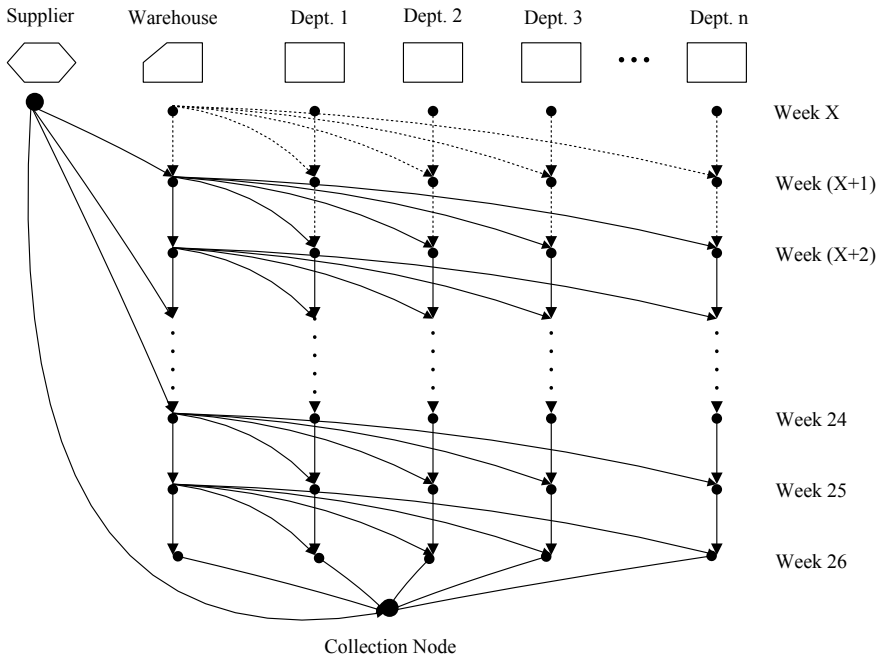 Supplier
Warehouse
Dept. 1
Dept. 2
Dept. 3
Dept. n
Week X
Week (X+1)
Week (X+2)
Week 24
Week 25
Week 26
Collection Node